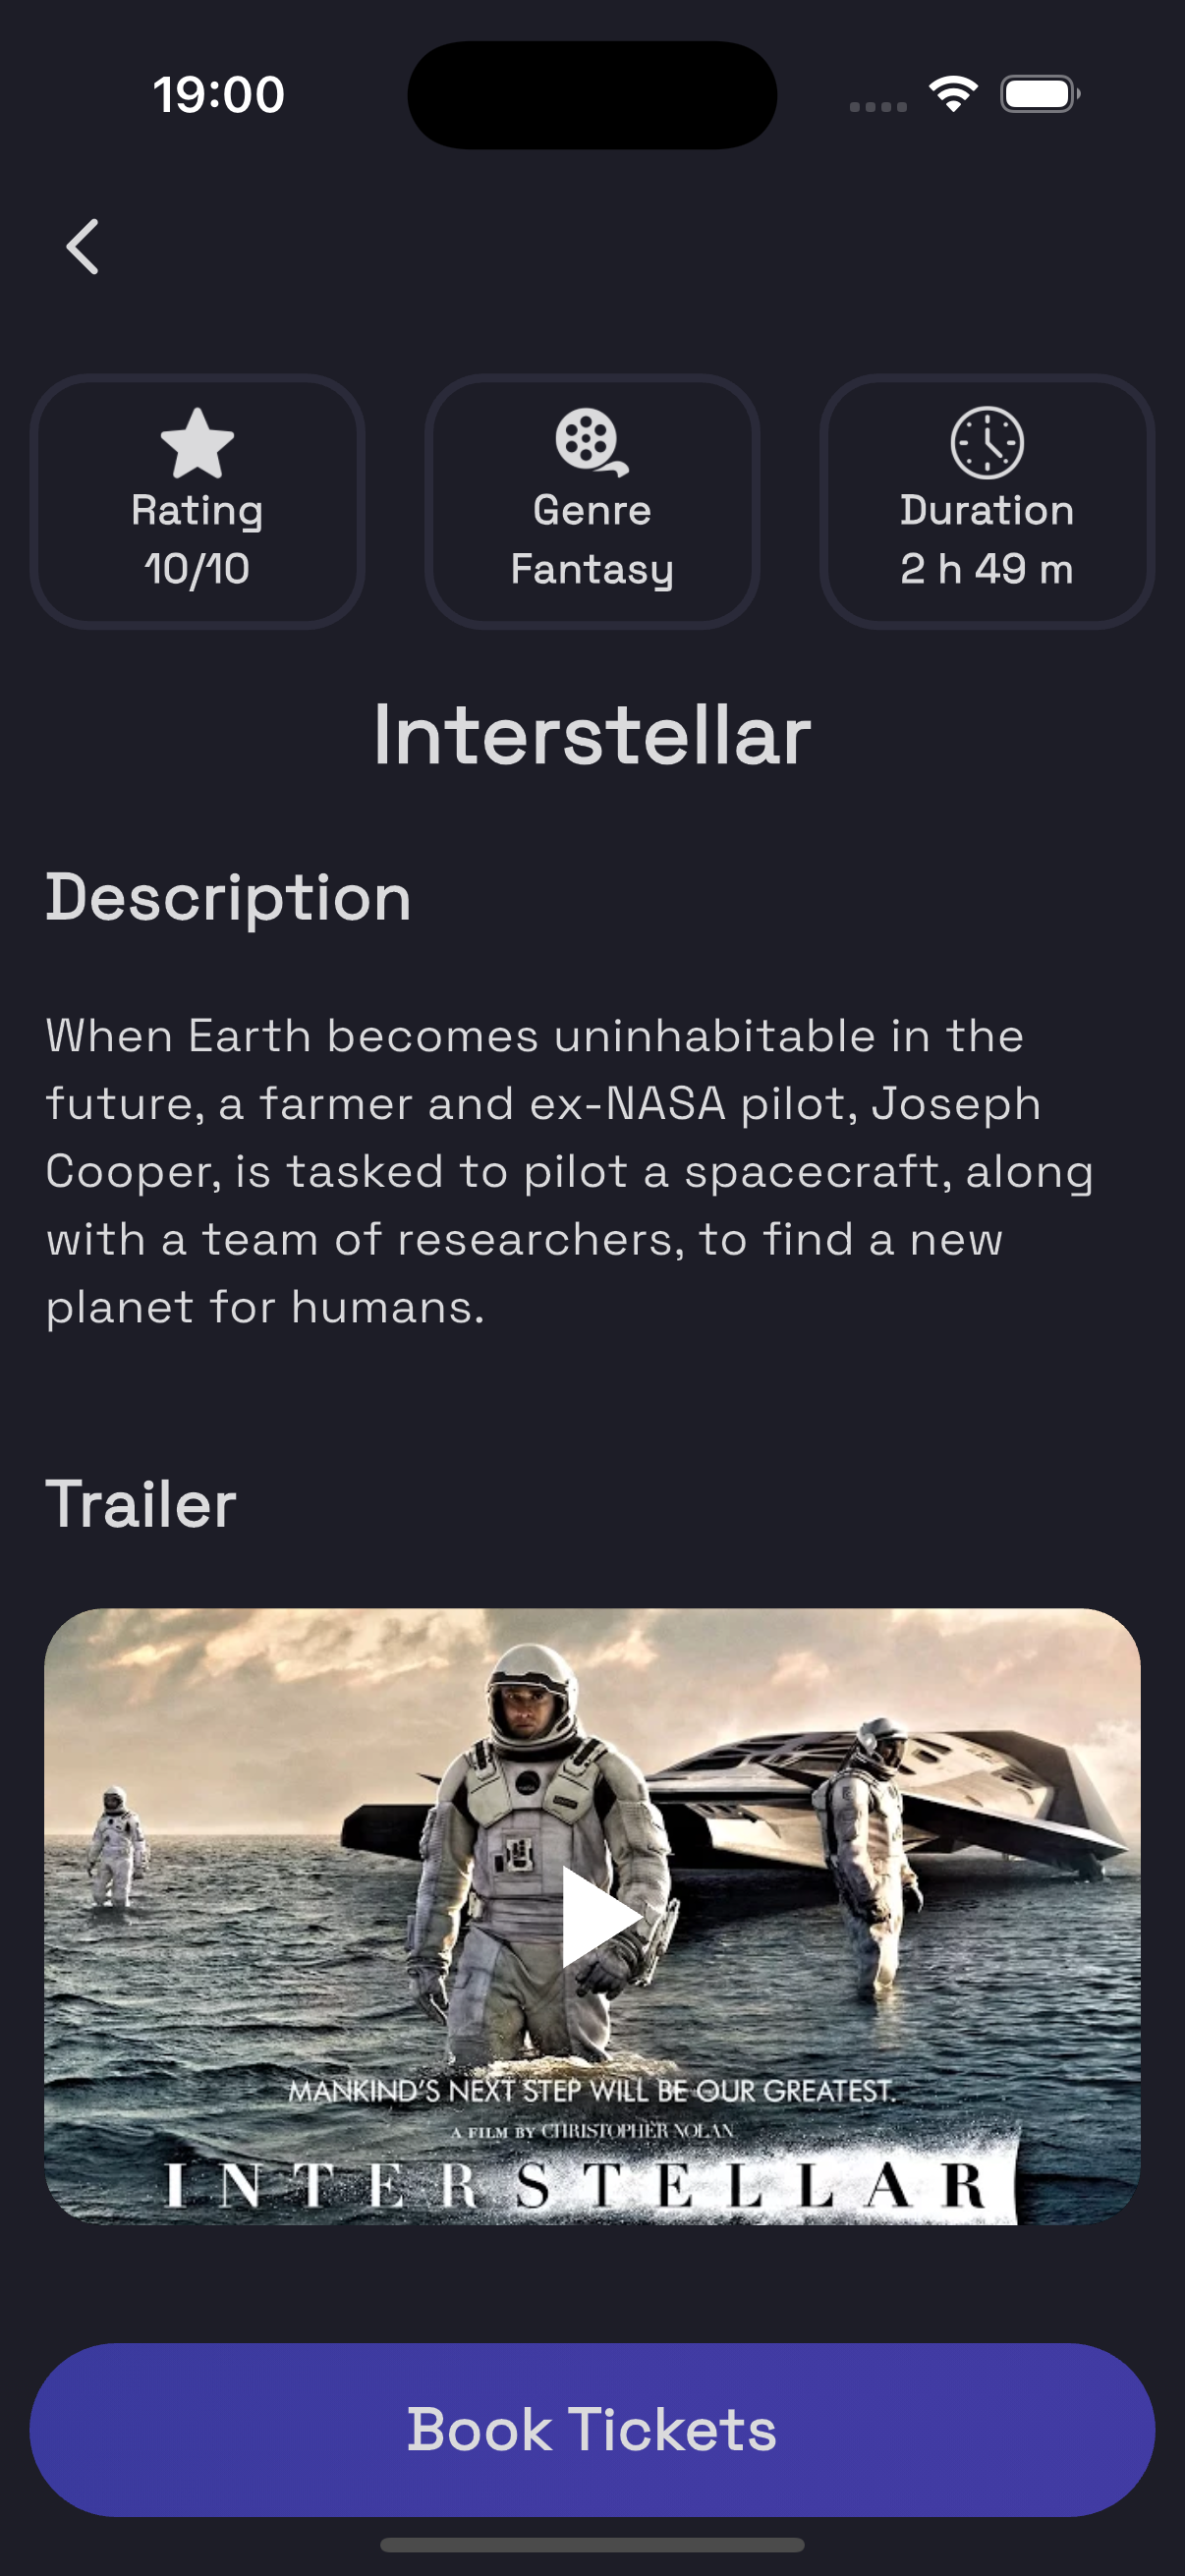 19:00
Rating
10/10
Genre
Fantasy
Duration
2 h 49 m
Interstellar
Description
When Earth becomes uninhabitable in the
future, a farmer and ex-NASA pilot, Joseph
Cooper, is tasked to pilot a spacecraft, along
with a team of researchers, to find a new
planet for humans.
Trailer
MANKIND'S NEXT STEP WILL BE OUR GREATEST.
A FILM BY CHRISTOPHER NOLAN
INTERSTELLAR
Book Tickets